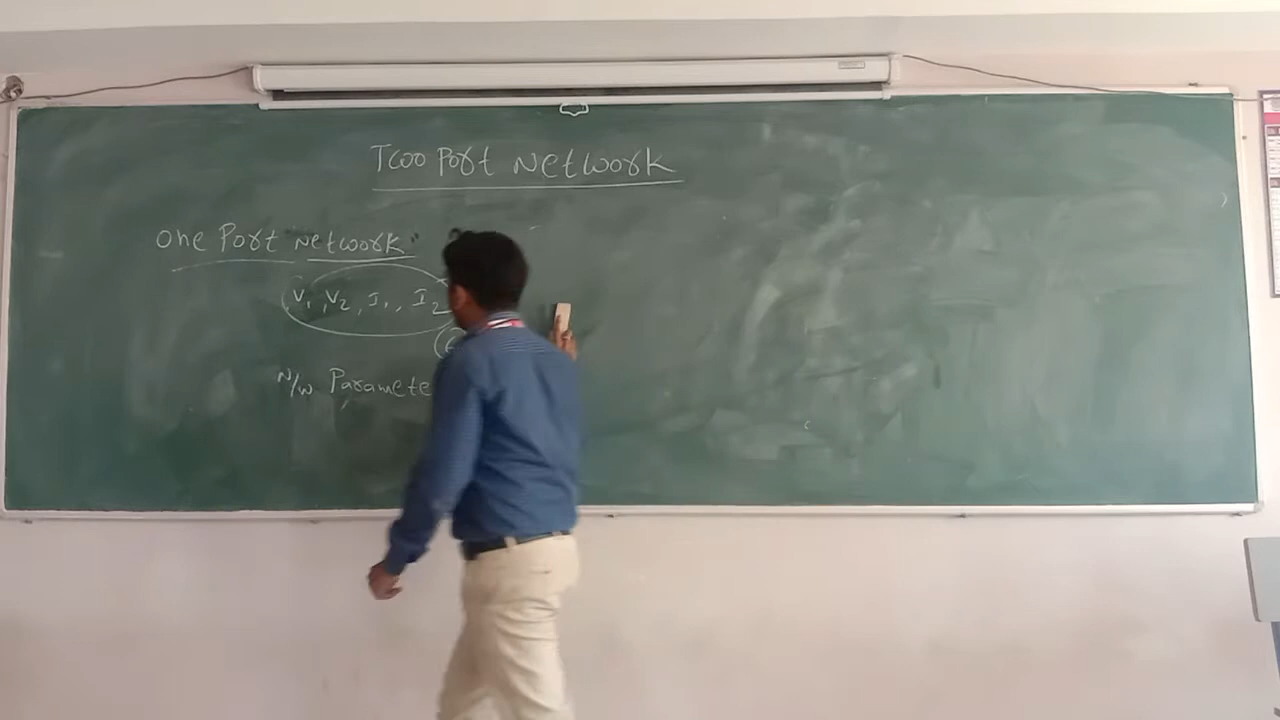 Two Port Network
One Port "Network"
V1, V2, I1, I2
N/w Paramete